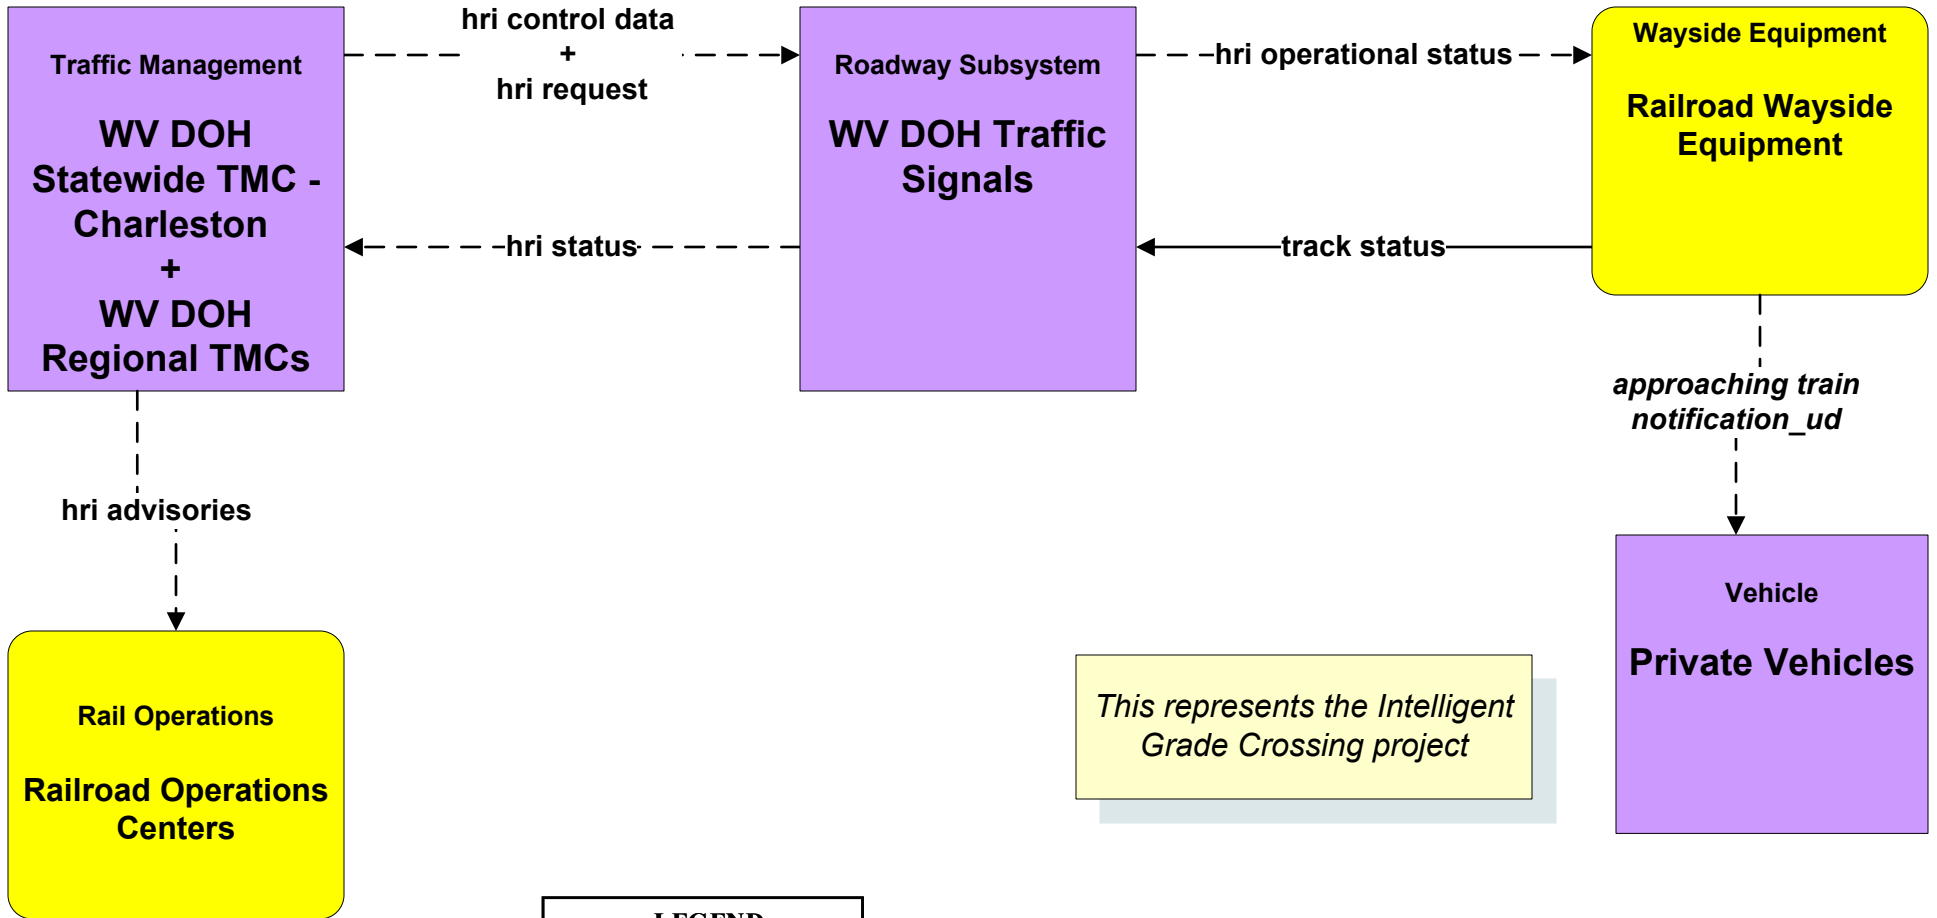 Traffic Management
WV DOH
Statewide TMC -
Charleston
+
WV DOH
Regional TMCs
hri control data
+
hri request
Roadway Subsystem
WV DOH Traffic
Signals
hri operational status
Wayside Equipment
Railroad Wayside
Equipment
hri status
track status
approaching train
notification_ud
hri advisories
Vehicle
Private Vehicles
Rail Operations
Railroad Operations
Centers
This represents the Intelligent
Grade Crossing project
LEGEND